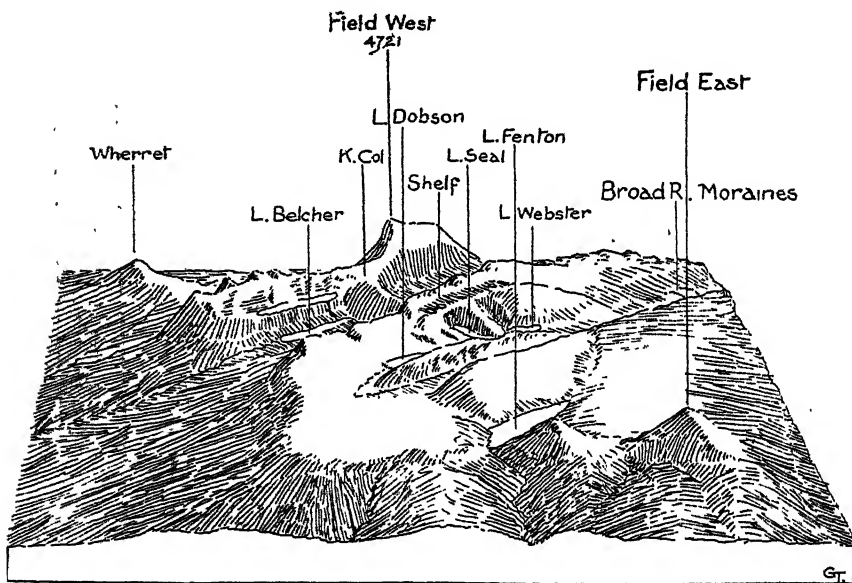 Field West
4721
Field East
L. Dobson
L. Fenton
Wherret
K. Col
L. Seal
Shelf
Broad R. Moraines
L. Belcher
L Webster
GT.